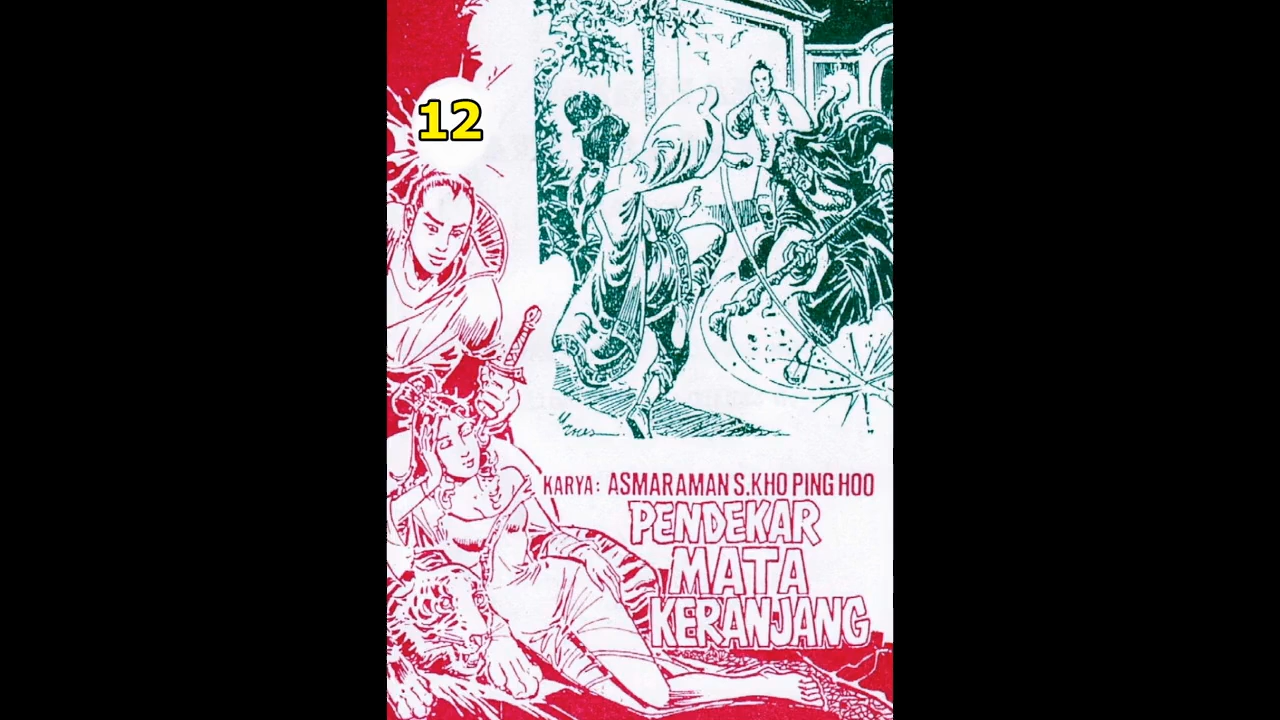 12
KARYA: ASMARAMAN S.KHO PING HOO
PENDEKAR
MATA
KERANJANG